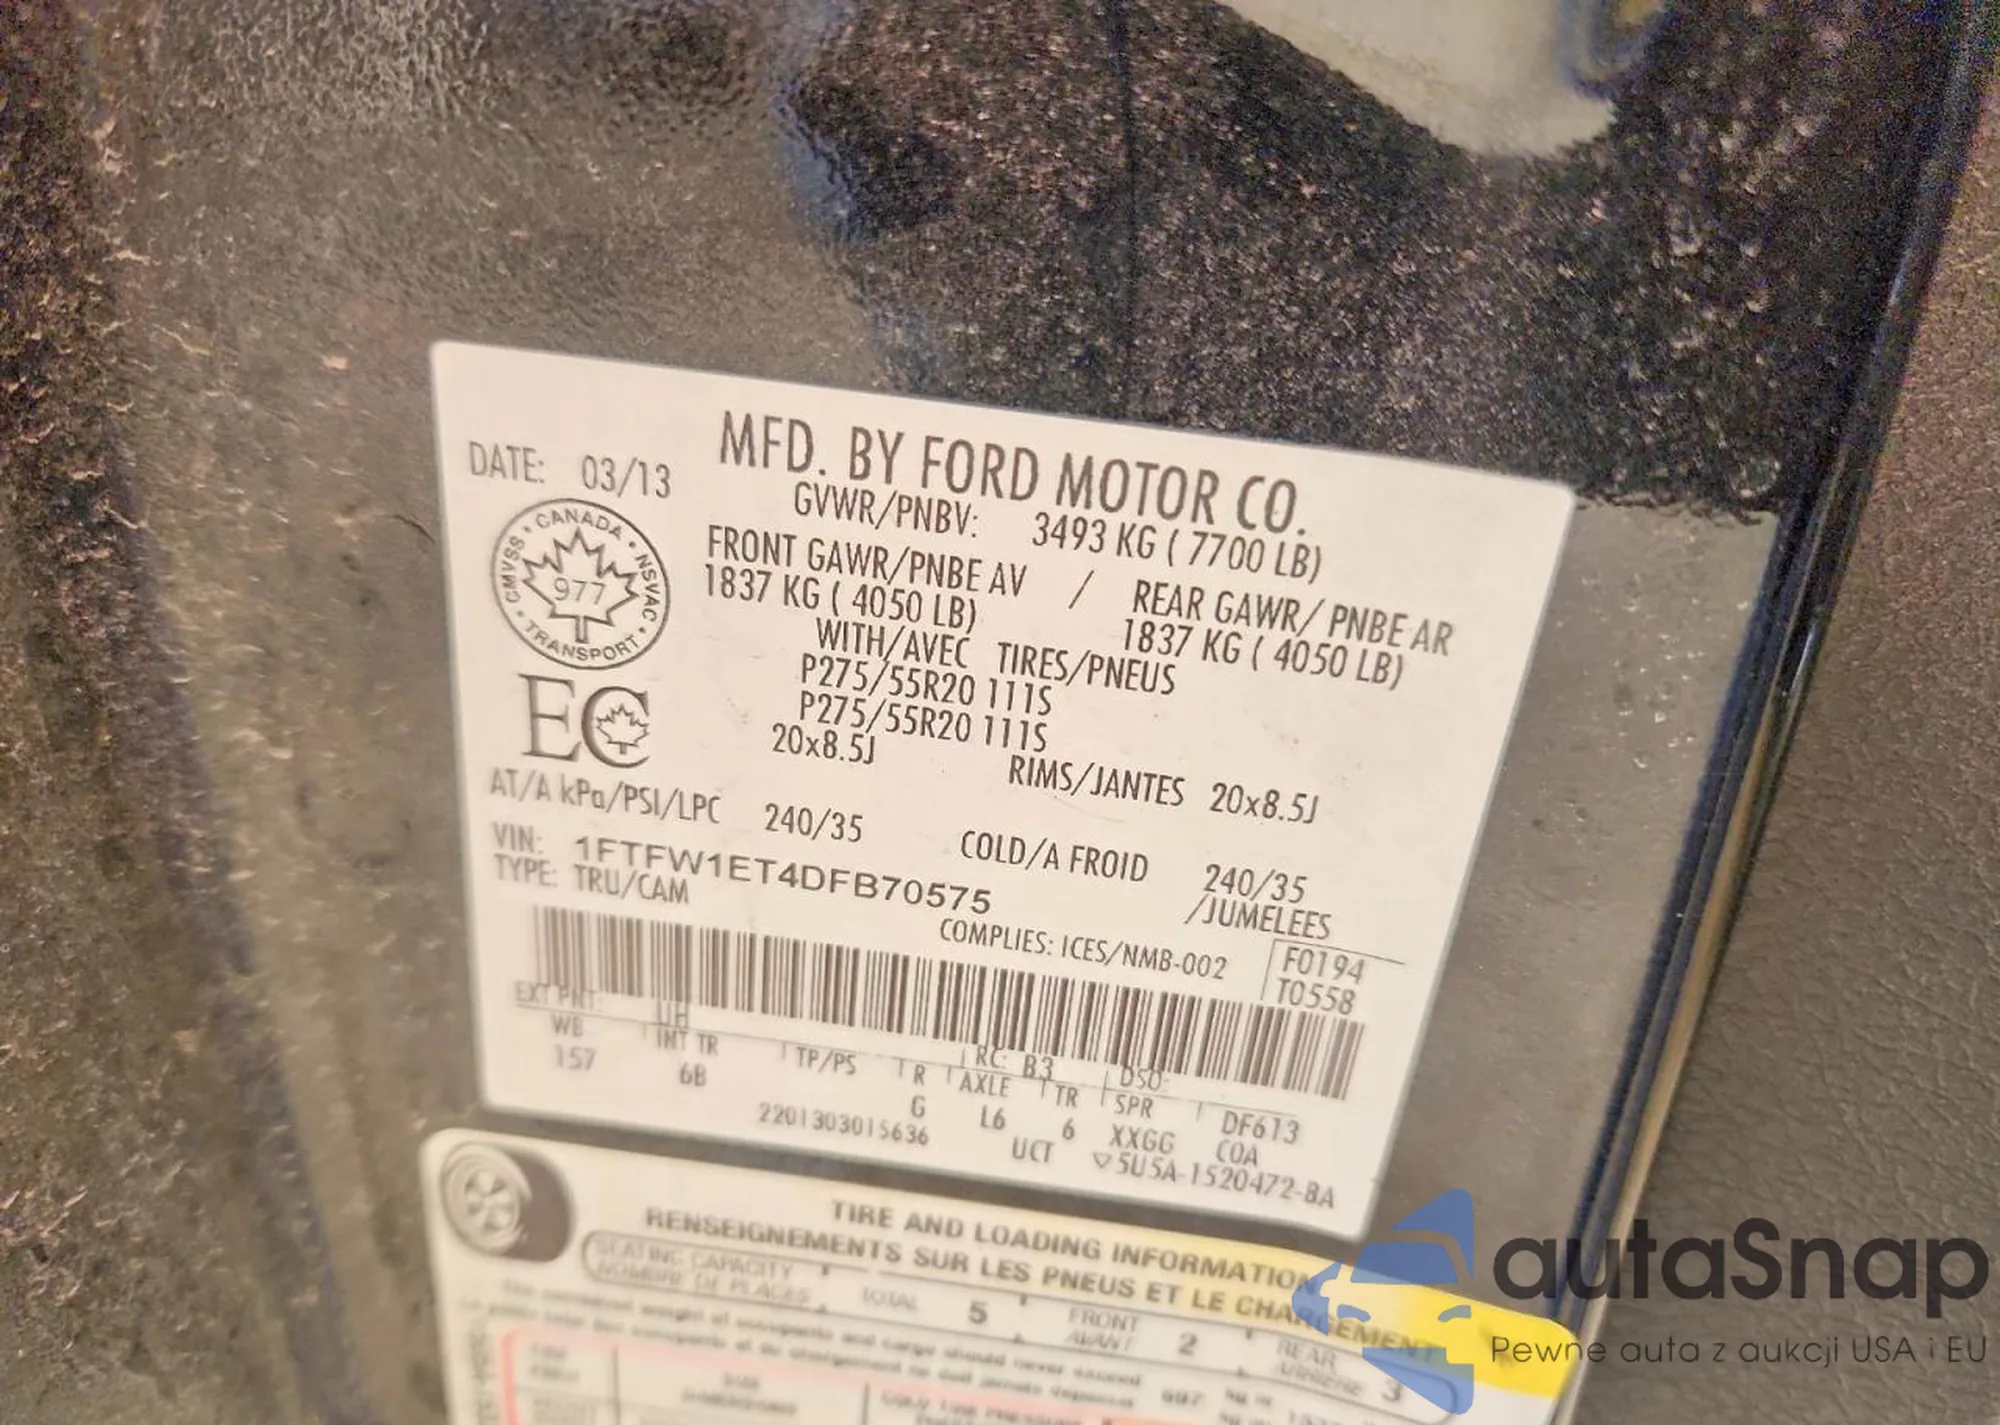 MFD. BY FORD MOTOR CO.
DATE: 03/13
GVWR/PNBV: 3493 KG ( 7700 LB)
FRONT GAWR/PNBE AV / REAR GAWR/ PNBE AR
1837 KG ( 4050 LB) 1837 KG ( 4050 LB)
WITH/AVEC TIRES/PNEUS
P275/55R20 111S
P275/55R20 111S
20x8.5J RIMS/JANTES 20x8.5J
CANADA • NSVAC • TRANSPORT • CMVSS •
977
EC
AT/A kPa/PSI/LPC 240/35 COLD/A FROID 240/35
VIN: 1FTFW1ET4DFB70575 /JUMELEES
TYPE: TRU/CAM
COMPLIES: ICES/NMB-002
F0194
T0558
EXT PNT: UH RC: B3 DSO:
WB INT TR TP/PS R AXLE TR SPR
157 6B G L6 6 XXGG DF613
COA
2201303015636 UCT ▽5U5A-1520472-BA
TIRE AND LOADING INFORMATION
RENSEIGNEMENTS SUR LES PNEUS ET LE CHARGEMENT
SEATING CAPACITY
NOMBRE DE PLACES
TOTAL 5 FRONT 2 REAR 3
AVANT ARRIERE
autaSnap
Pewne auta z aukcji USA i EU